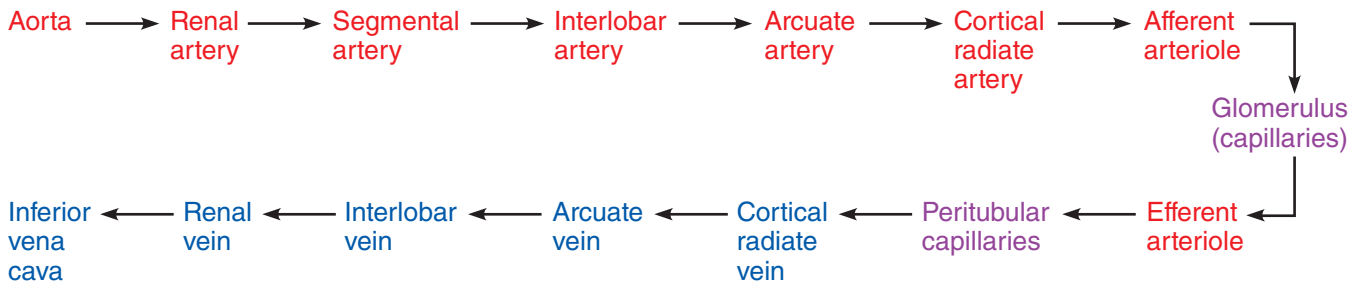 Aorta
Renal
artery
Segmental
artery
Interlobar
artery
Arcuate
artery
Cortical
radiate
artery
Afferent
arteriole
Glomerulus
(capillaries)
Inferior
vena
cava
Renal
vein
Interlobar
vein
Arcuate
vein
Cortical
radiate
vein
Peritubular
capillaries
Efferent
arteriole